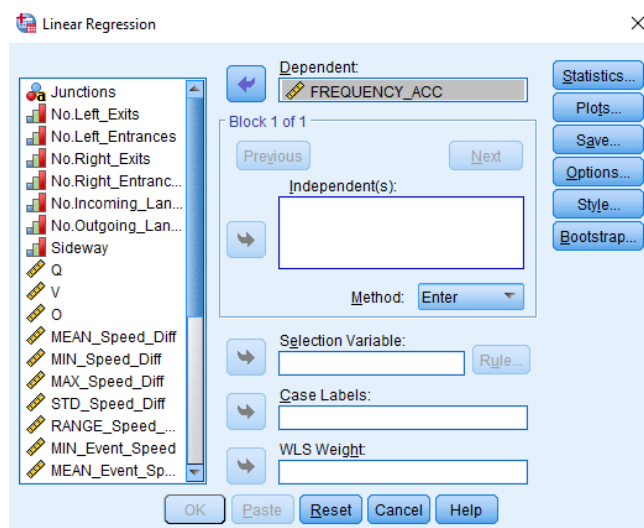 Linear Regression
Junctions
No.Left_Exits
No.Left_Entrances
No.Right_Exits
No.Right_Entranc...
No.Incoming_Lan...
No.Outgoing_Lan...
Sideway
Q
V
O
MEAN_Speed_Diff
MIN_Speed_Diff
MAX_Speed_Diff
STD_Speed_Diff
RANGE_Speed_...
MIN_Event_Speed
MEAN_Event_Sp...
Dependent:
FREQUENCY_ACC
Block 1 of 1
Previous
Next
Independent(s):
Method: Enter
Selection Variable:
Rule...
Case Labels:
WLS Weight:
Statistics...
Plots...
Save...
Options...
Style...
Bootstrap...
OK Paste Reset Cancel Help